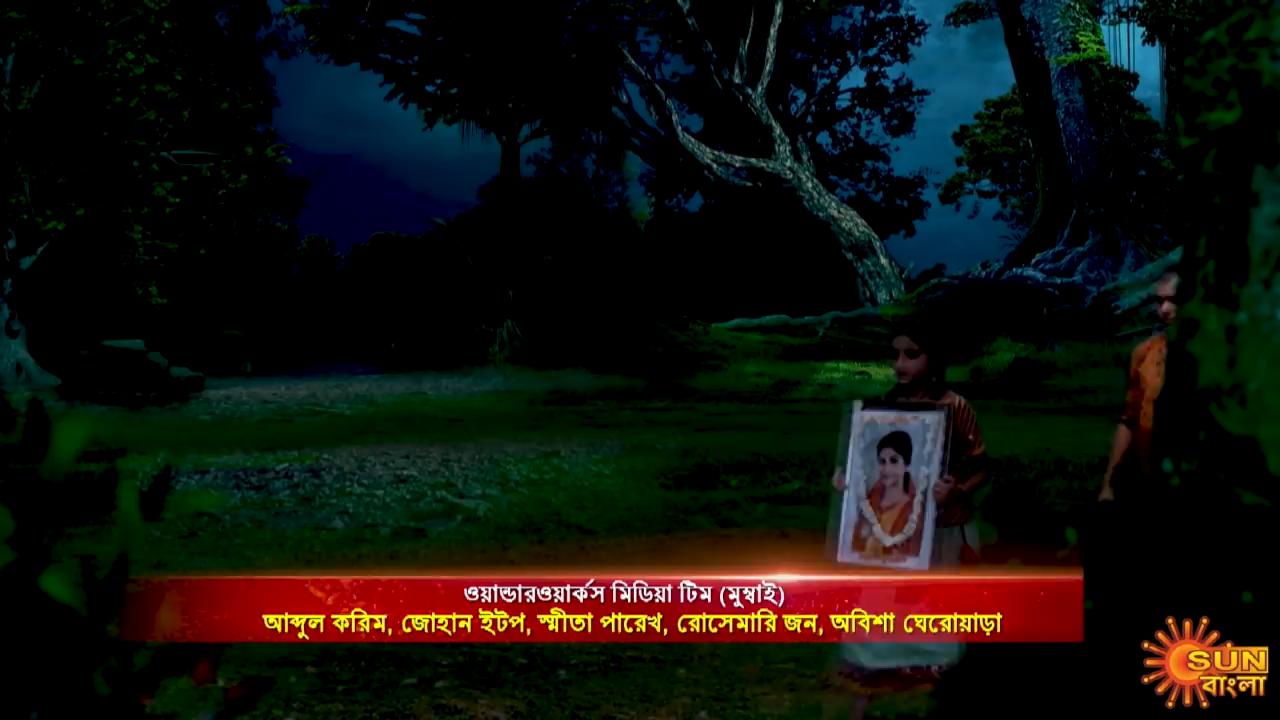 ওয়ান্ডারওয়ার্কস মিডিয়া টিম (মুম্বাই)
আব্দুল করিম, জোহান ইটপ, স্মীতা পারেখ, রোসেমারি জন, অবিশা ঘেরোয়াড়া
SUN
বাংলা